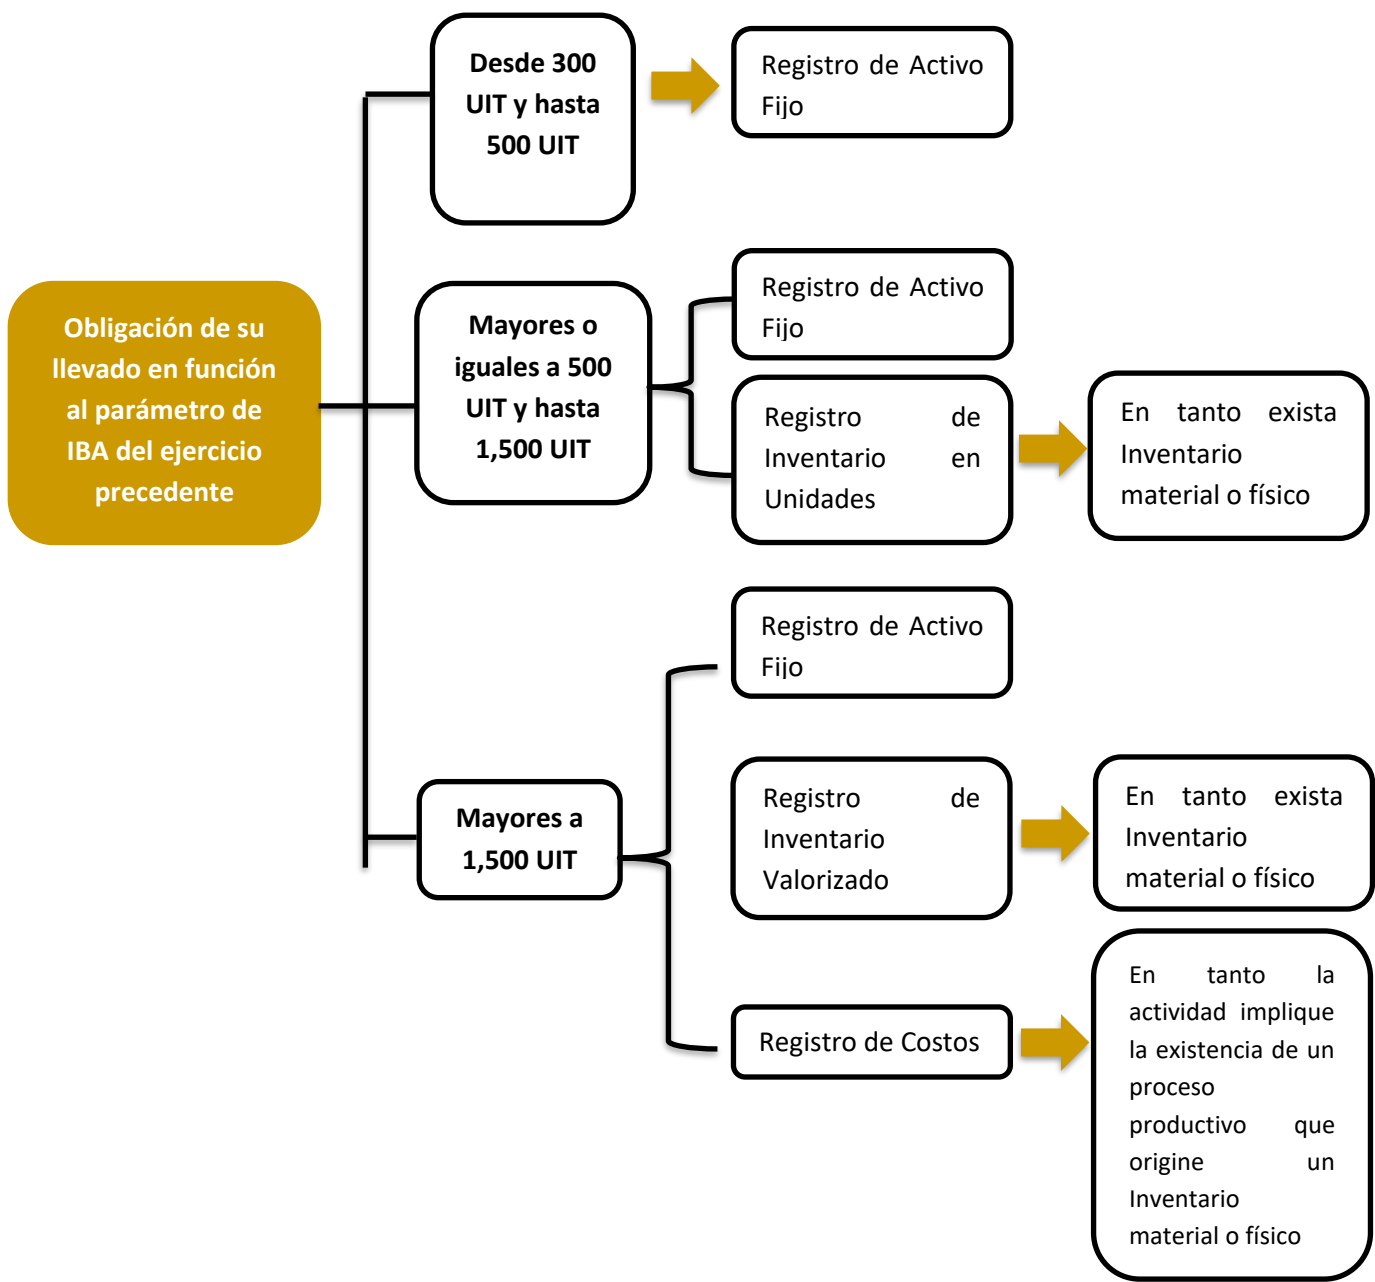 Obligación de su
llevado en función
al parámetro de
IBA del ejercicio
precedente
Desde 300
UIT y hasta
500 UIT
Registro de Activo
Fijo
Mayores o
iguales a 500
UIT y hasta
1,500 UIT
Registro de Activo
Fijo
Registro de
Inventario en
Unidades
En tanto exista
Inventario
material o físico
Mayores a
1,500 UIT
Registro de Activo
Fijo
Registro de
Inventario
Valorizado
En tanto exista
Inventario
material o físico
Registro de Costos
En tanto la
actividad implique
la existencia de un
proceso
productivo que
origine un
Inventario
material o físico